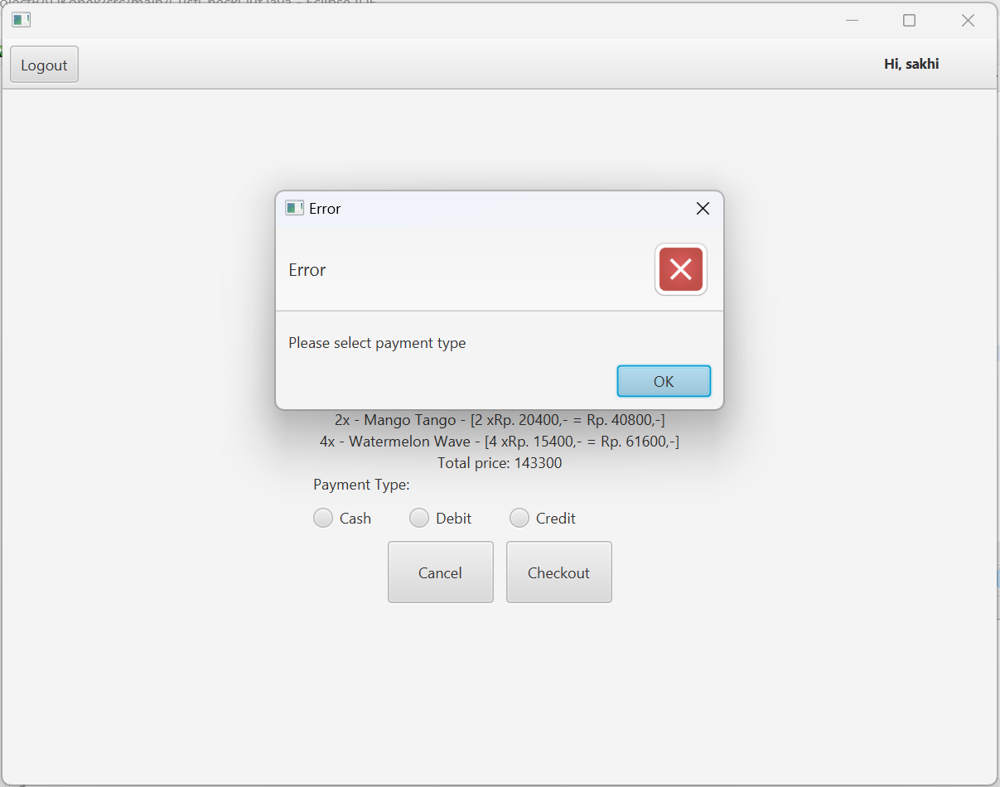 Logout
Hi, sakhi
Error
Error
Please select payment type
OK
2x - Mango Tango - [2 xRp. 20400,- = Rp. 40800,-]
4x - Watermelon Wave - [4 xRp. 15400,- = Rp. 61600,-]
Total price: 143300
Payment Type:
Cash Debit Credit
Cancel Checkout